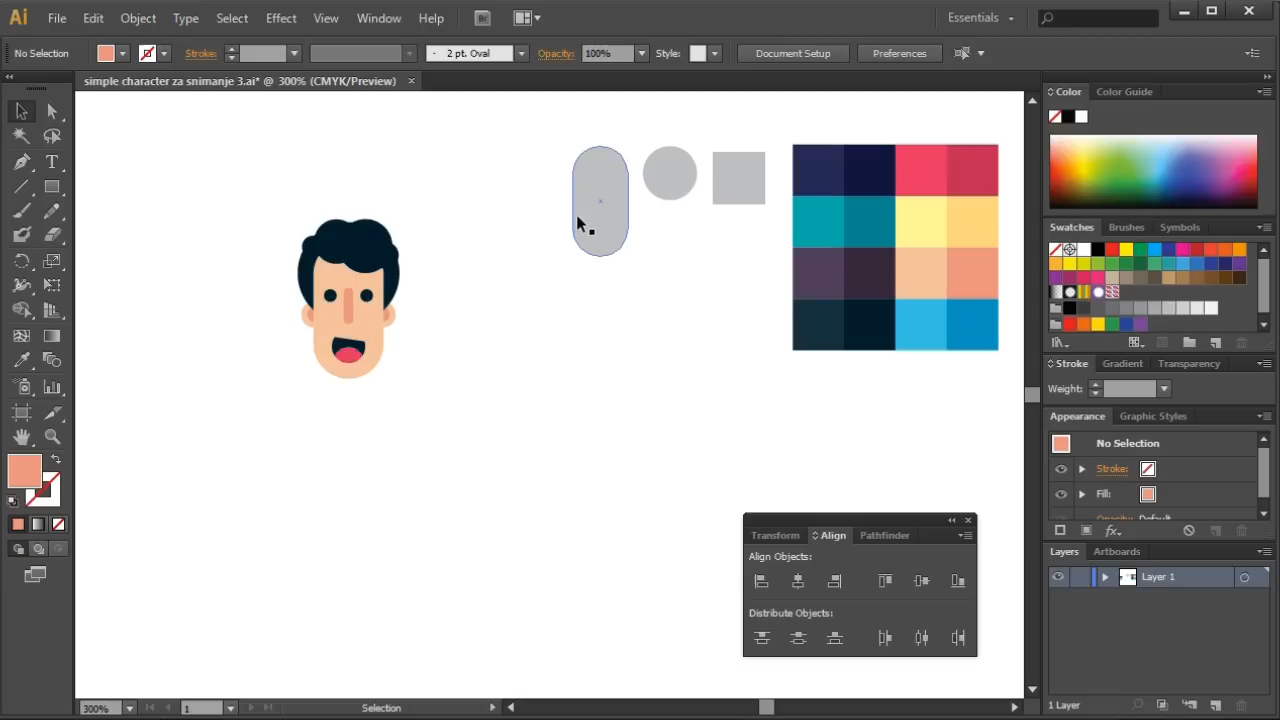 Ai File Edit Object Type Select Effect View Window Help Br Essentials
No Selection Stroke: 2 pt. Oval Opacity: 100% Style: Document Setup Preferences
simple character za snimanje 3.ai* @ 300% (CMYK/Preview)
Color Color Guide
Swatches Brushes Symbols
Stroke Gradient Transparency
Weight:
Appearance Graphic Styles
No Selection
Stroke:
Fill:
Opacity: Default
Transform Align Pathfinder
Align Objects:
Distribute Objects:
Layers Artboards
Layer 1
300% 1 Selection 1 Layer